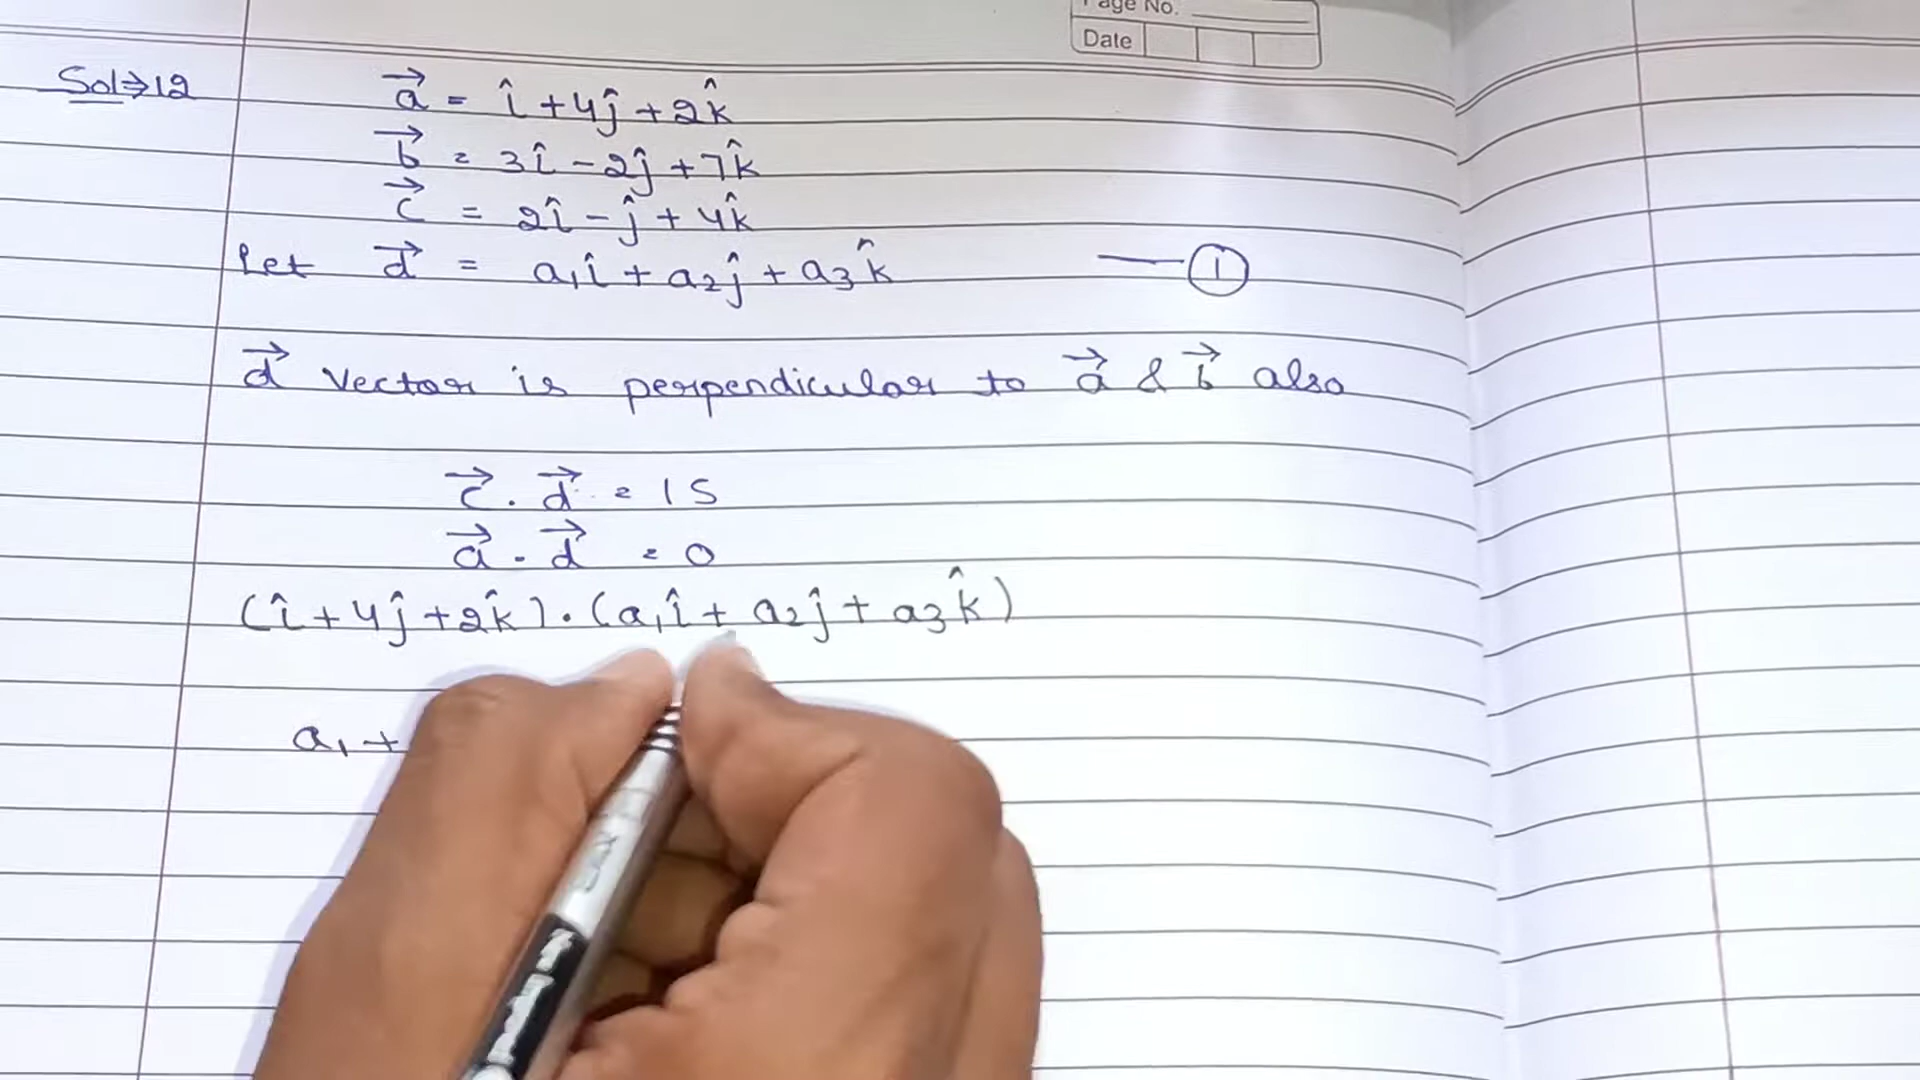 Page No.
Date
Sol⇒12
a⃗ = î + 4ĵ + 2k̂
b⃗ = 3î - 2ĵ + 7k̂
c⃗ = 2î - ĵ + 4k̂
Let d⃗ = a₁î + a₂ĵ + a₃k̂ —①
d⃗ vector is perpendicular to a⃗ & b⃗ also
c⃗ . d⃗ = 15
a⃗ . d⃗ = 0
(î + 4ĵ + 2k̂) . (a₁î + a₂ĵ + a₃k̂)
a₁ +